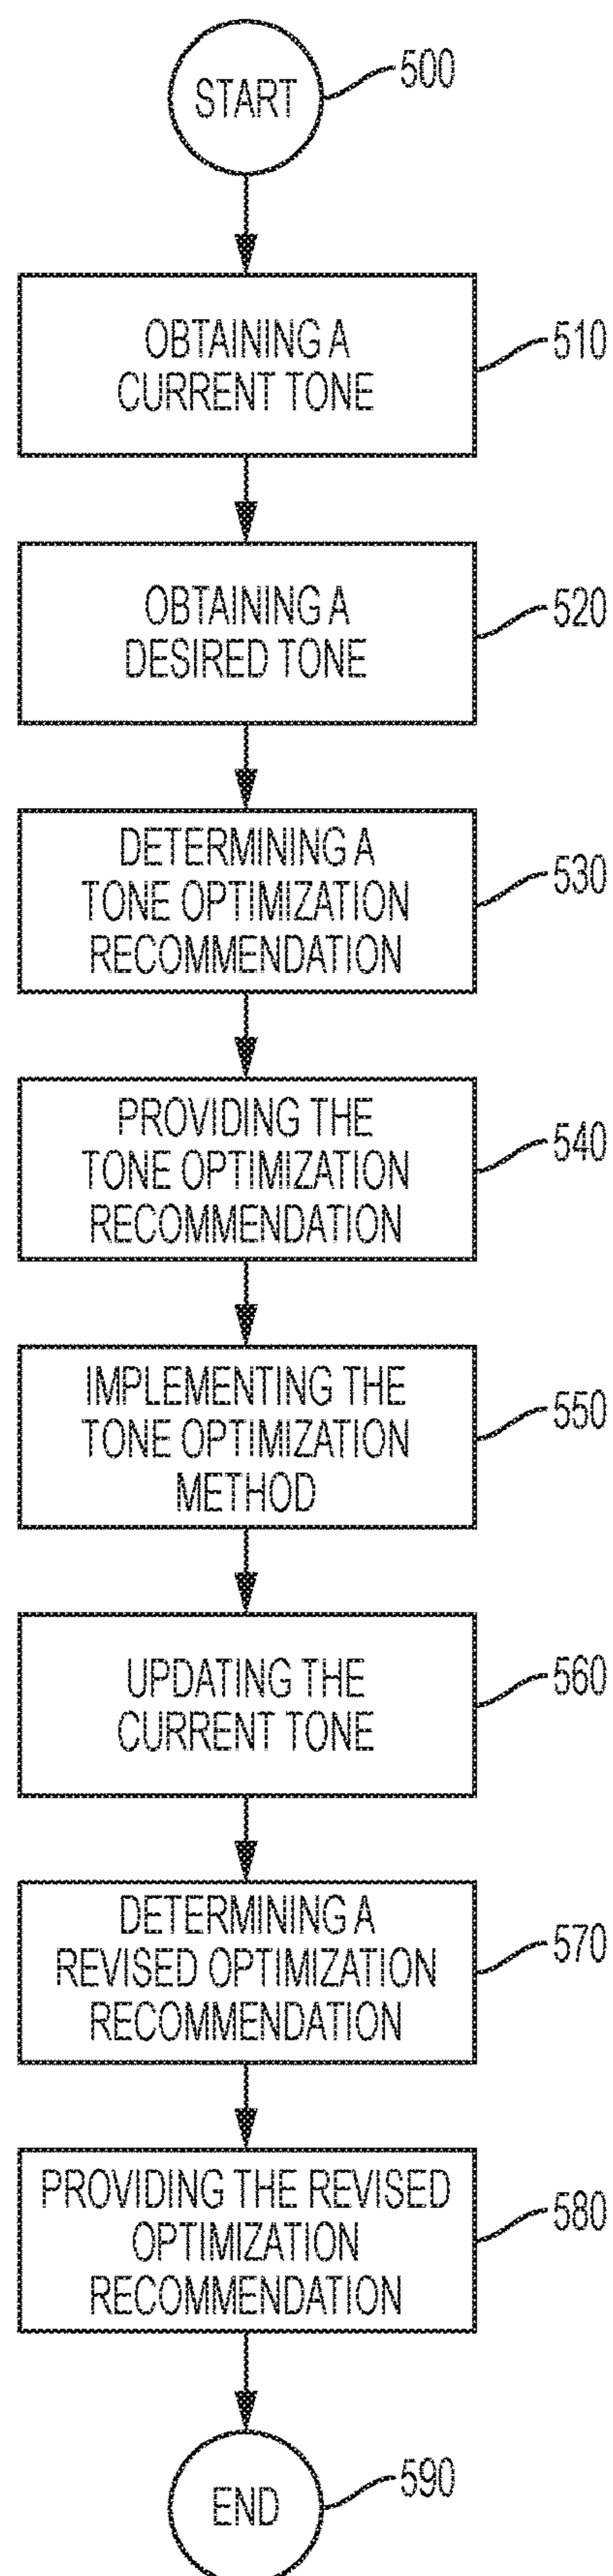 START
500
OBTAINING A
CURRENT TONE
510
OBTAINING A
DESIRED TONE
520
DETERMINING A
TONE OPTIMIZATION
RECOMMENDATION
530
PROVIDING THE
TONE OPTIMIZATION
RECOMMENDATION
540
IMPLEMENTING THE
TONE OPTIMIZATION
METHOD
550
UPDATING THE
CURRENT TONE
560
DETERMINING A
REVISED OPTIMIZATION
RECOMMENDATION
570
PROVIDING THE REVISED
OPTIMIZATION
RECOMMENDATION
580
END
590